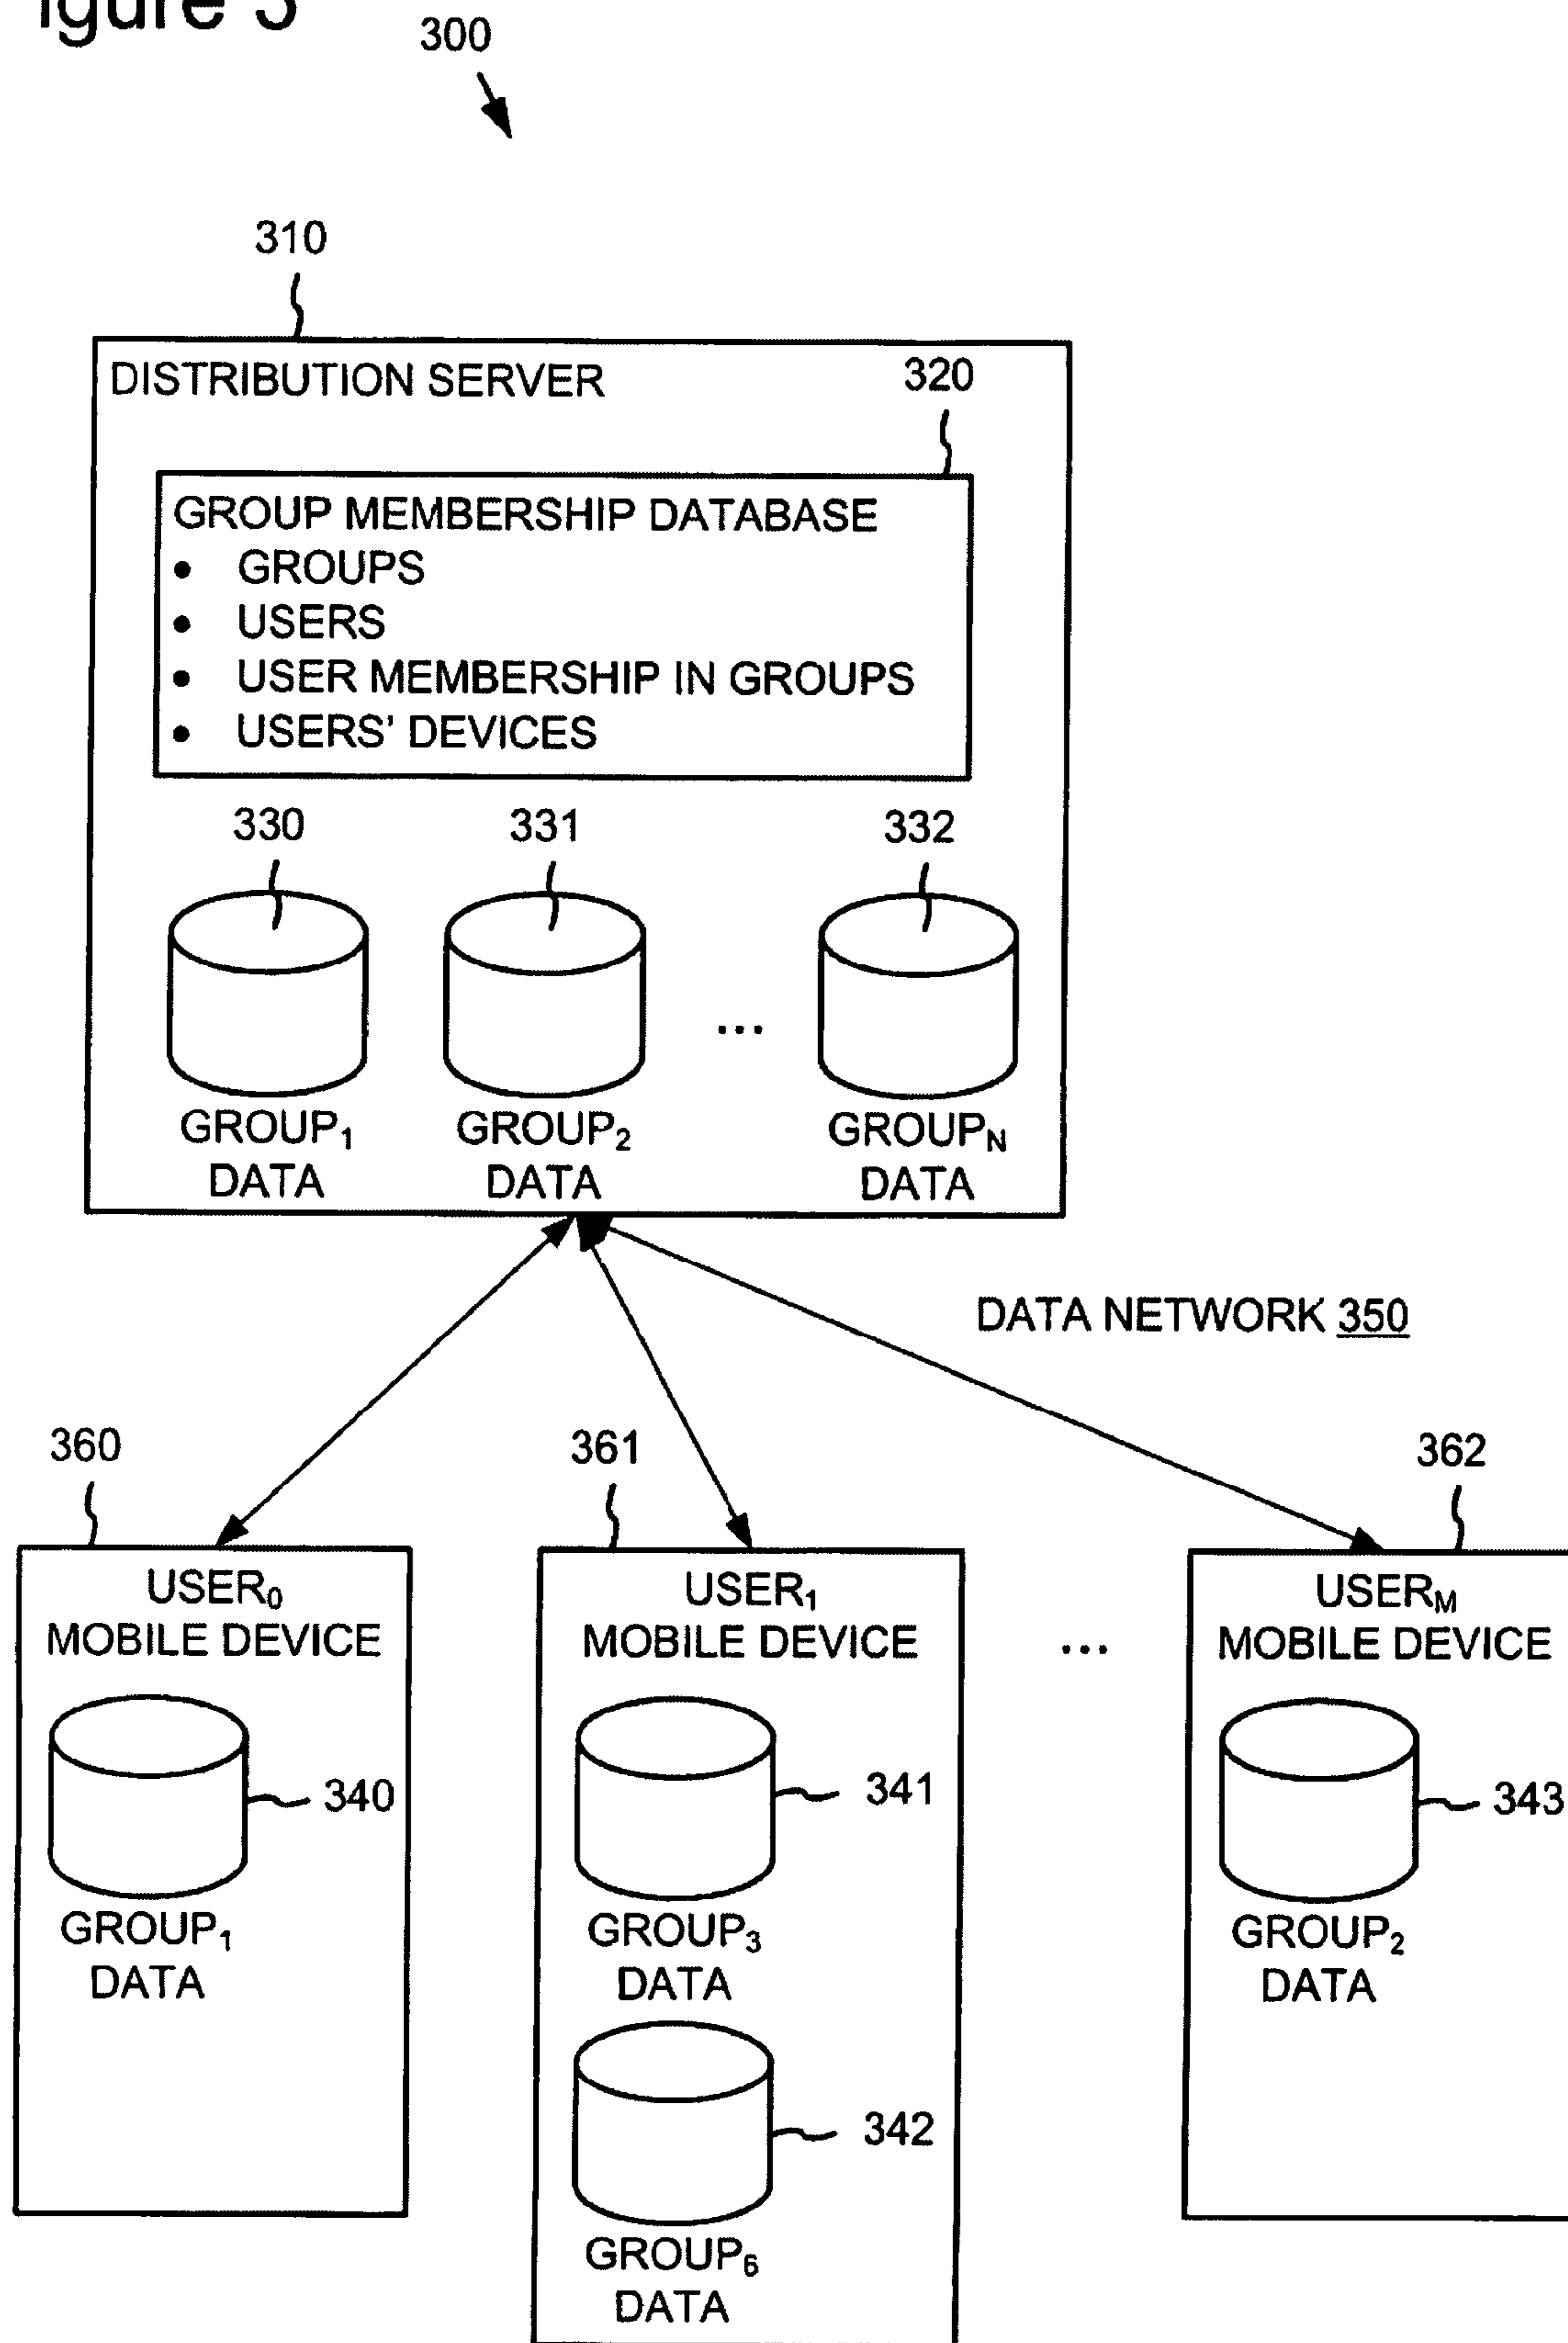 igure 3
300
310
DISTRIBUTION SERVER
320
GROUP MEMBERSHIP DATABASE
• GROUPS
• USERS
• USER MEMBERSHIP IN GROUPS
• USERS’ DEVICES
330
331
332
...
GROUP₁
DATA
GROUP₂
DATA
GROUP_N
DATA
DATA NETWORK 350
360
361
362
USER₀
MOBILE DEVICE
340
GROUP₁
DATA
USER₁
MOBILE DEVICE
341
GROUP₃
DATA
342
GROUP₆
DATA
...
USER_M
MOBILE DEVICE
343
GROUP₂
DATA